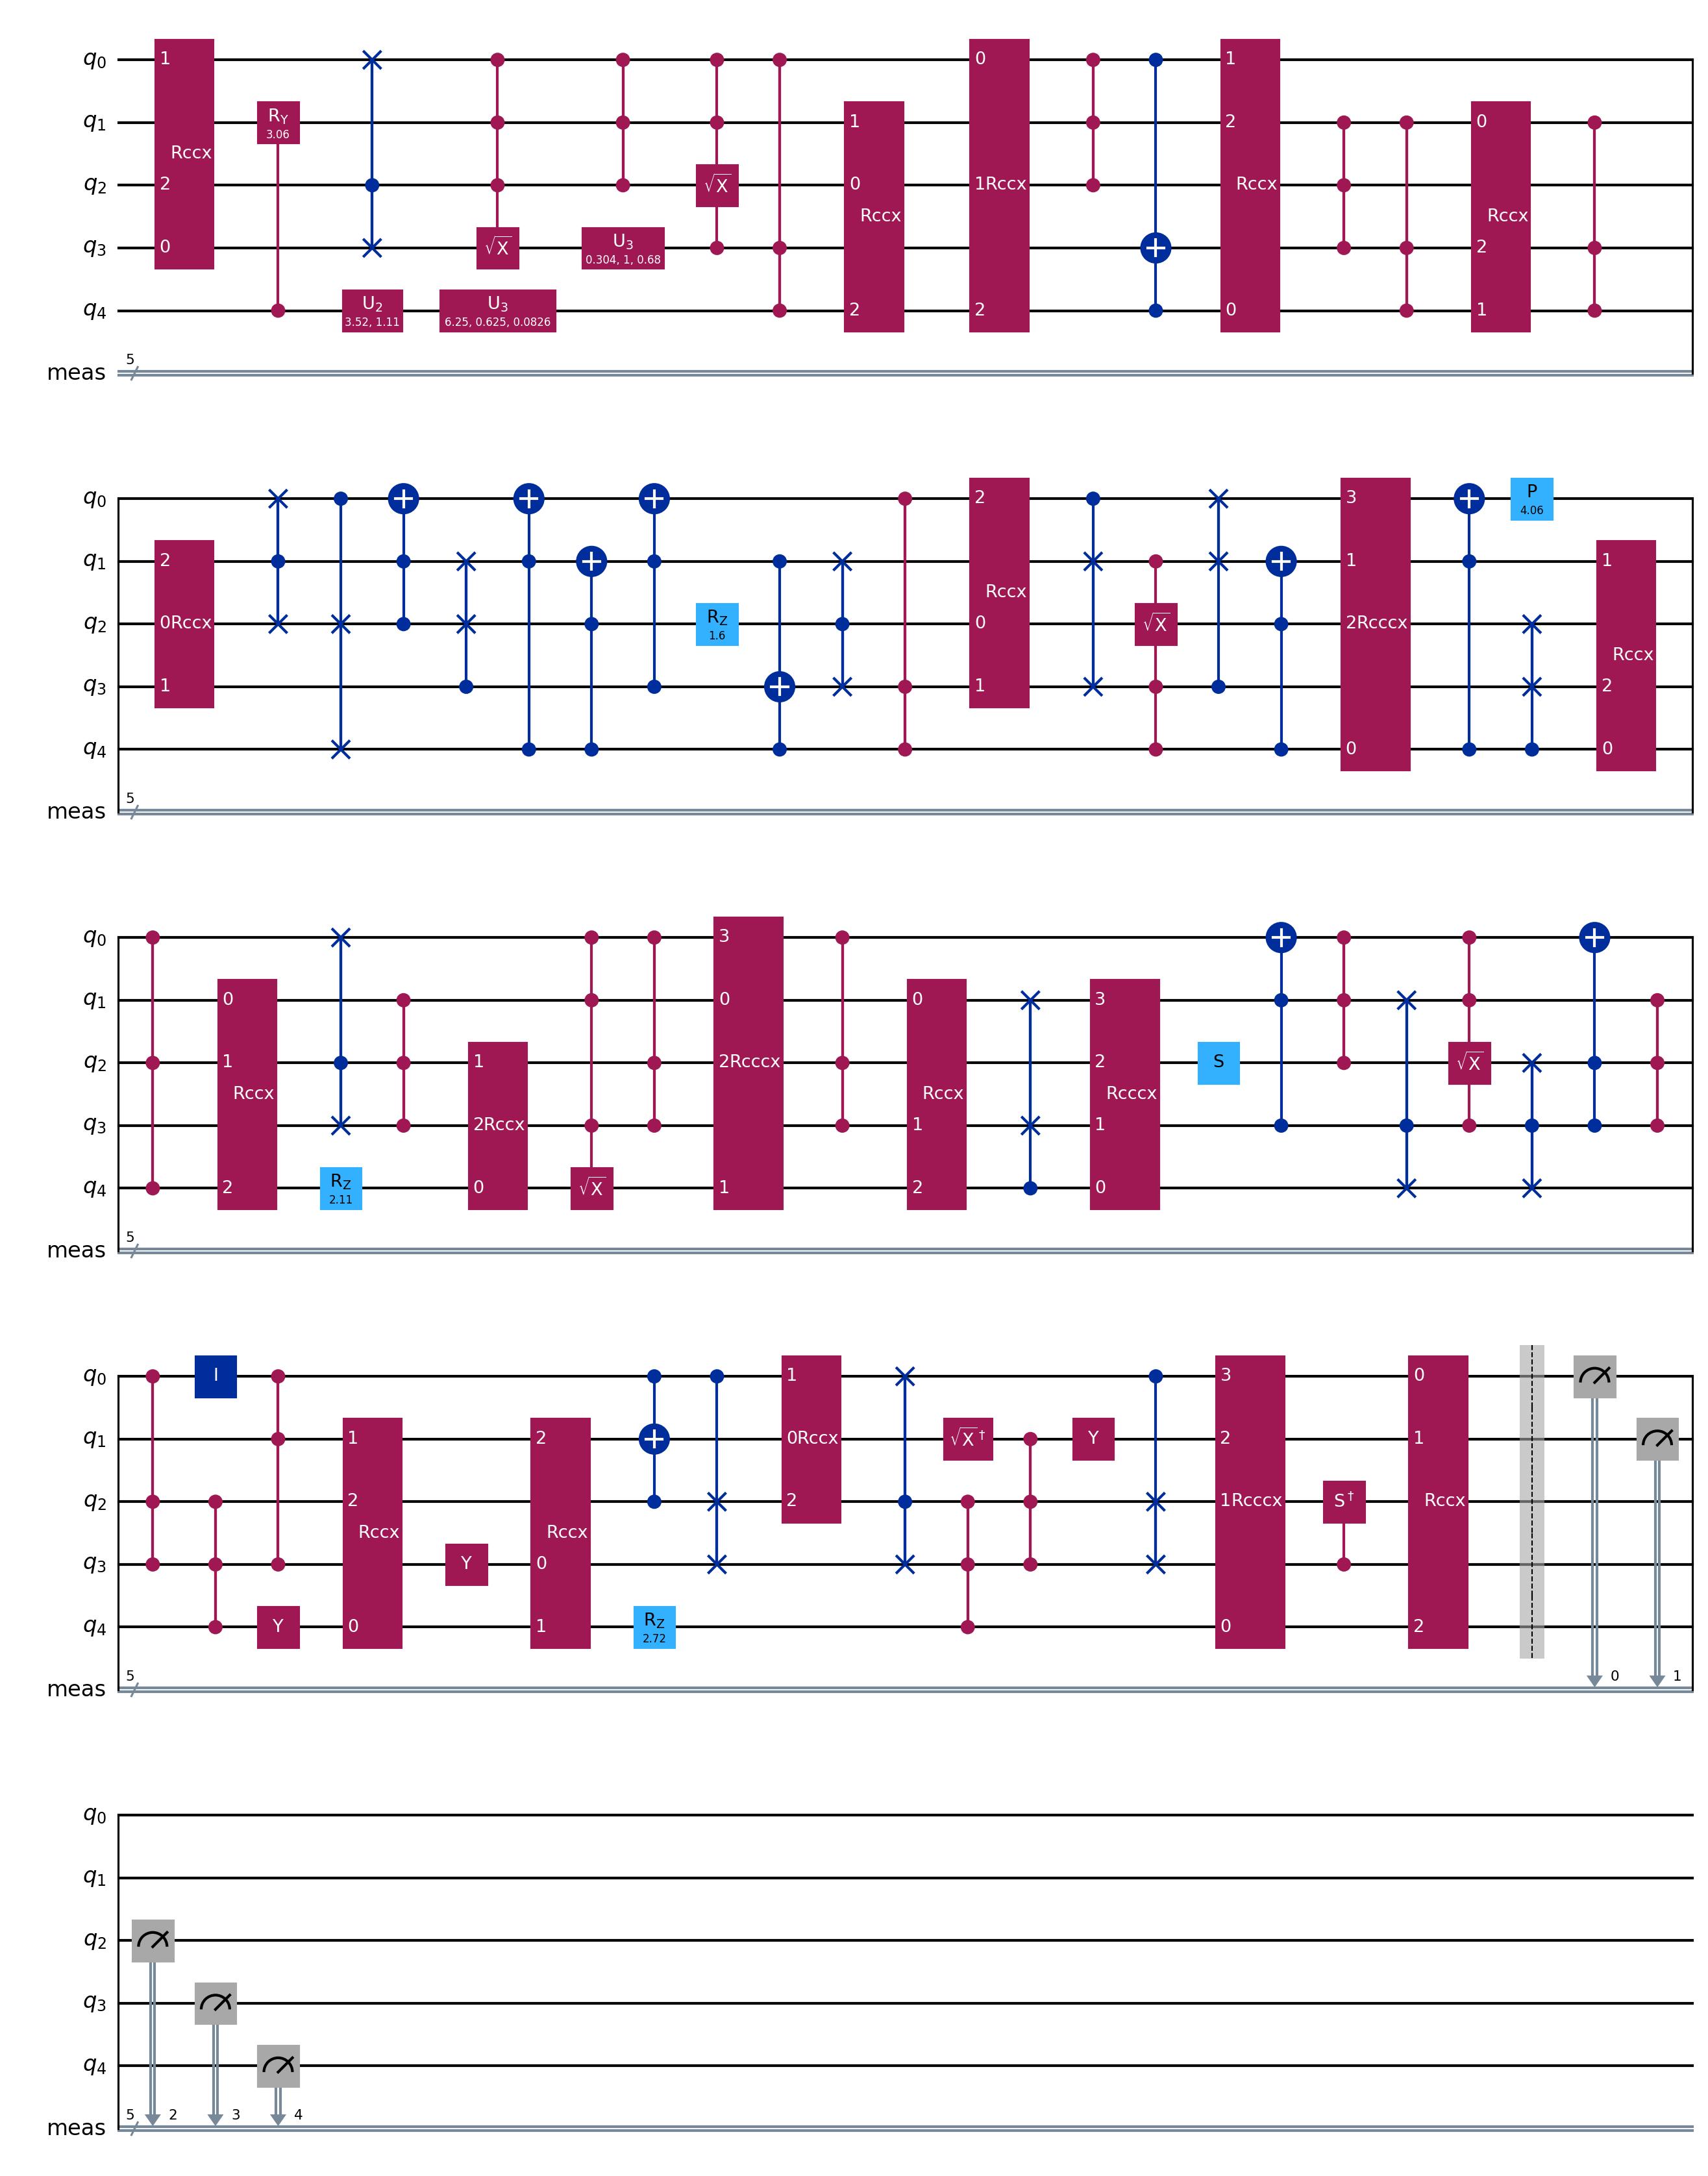 q0 1 0 1
q1 RY 3.06 1 2 0
Rccx
q2 2 √X 0 1Rccx Rccx
Rccx Rccx
q3 0 √X U3 0.304, 1, 0.68 2
q4 U2 3.52, 1.11 U3 6.25, 0.625, 0.0826 2 2 0 1
5
meas
q0 2 3 P 4.06
q1 2 1 1
Rccx
q2 0Rccx RZ 1.6 0 √X 2Rcccx
Rccx
q3 1 1 2
q4 0 0
5
meas
q0 3
q1 0 0 0 3
q2 1 1 2Rcccx 2 S √X
Rccx Rccx Rcccx
q3 2Rccx 1 1
q4 2 RZ 2.11 0 √X 1 2 0
5
meas
q0 I 1 3 0
q1 1 2 0Rccx √X† Y 2 1
q2 2 2 1Rcccx S† Rccx
Rccx Rccx
q3 Y 0
q4 Y 0 1 RZ 2.72 0 2
5 0 1
meas
q0
q1
q2
q3
q4
5 2 3 4
meas